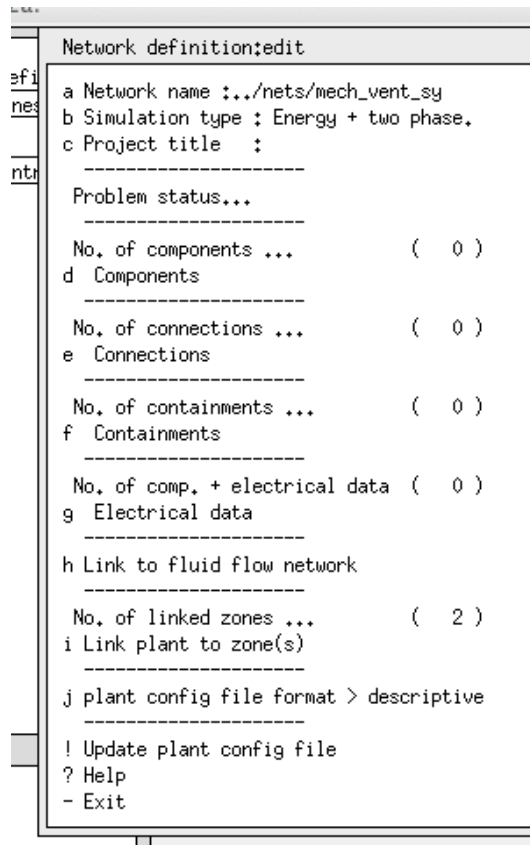 Network definition:edit
efi
nes
ntr
a Network name :../nets/mech_vent_sy
b Simulation type : Energy + two phase.
c Project title   :
----------------------
Problem status...
----------------------
No. of components ...          (   0 )
d  Components
----------------------
No. of connections ...         (   0 )
e  Connections
----------------------
No. of containments ...        (   0 )
f  Containments
----------------------
No. of comp. + electrical data (   0 )
g  Electrical data
----------------------
h Link to fluid flow network
----------------------
No. of linked zones ...        (   2 )
i Link plant to zone(s)
----------------------
j plant config file format > descriptive
----------------------
! Update plant config file
? Help
- Exit